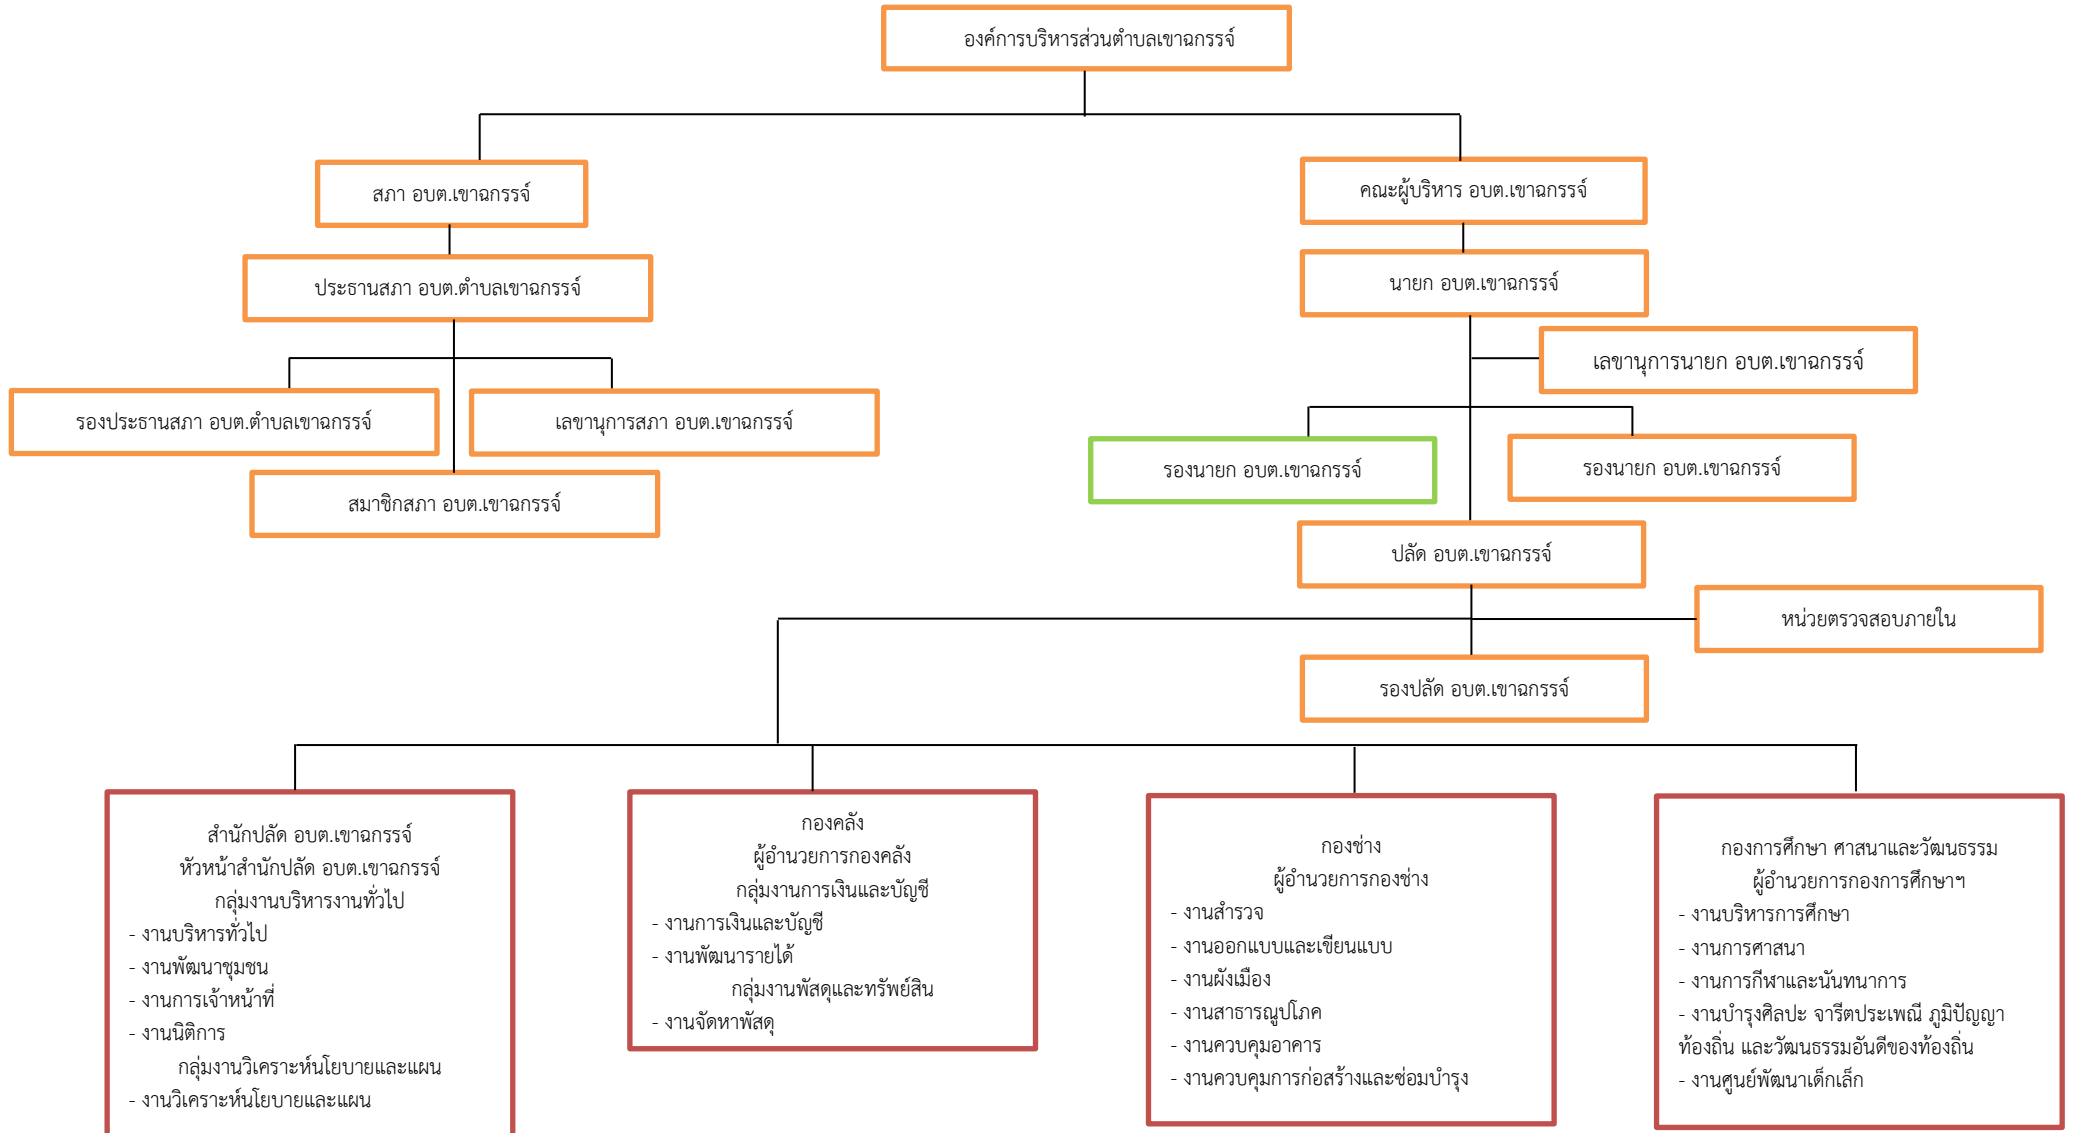 องค์การบริหารส่วนตำบลเขาฉกรรจ์
สภา อบต.เขาฉกรรจ์
คณะผู้บริหาร อบต.เขาฉกรรจ์
ประธานสภา อบต.ตำบลเขาฉกรรจ์
นายก อบต.เขาฉกรรจ์
เลขานุการนายก อบต.เขาฉกรรจ์
รองประธานสภา อบต.ตำบลเขาฉกรรจ์
เลขานุการสภา อบต.เขาฉกรรจ์
รองนายก อบต.เขาฉกรรจ์
รองนายก อบต.เขาฉกรรจ์
สมาชิกสภา อบต.เขาฉกรรจ์
ปลัด อบต.เขาฉกรรจ์
หน่วยตรวจสอบภายใน
รองปลัด อบต.เขาฉกรรจ์
สำนักปลัด อบต.เขาฉกรรจ์
หัวหน้าสำนักปลัด อบต.เขาฉกรรจ์
กลุ่มงานบริหารงานทั่วไป
- งานบริหารทั่วไป
- งานพัฒนาชุมชน
- งานการเจ้าหน้าที่
- งานนิติการ
กลุ่มงานวิเคราะห์นโยบายและแผน
- งานวิเคราะห์นโยบายและแผน
กองคลัง
ผู้อำนวยการกองคลัง
กลุ่มงานการเงินและบัญชี
- งานการเงินและบัญชี
- งานพัฒนารายได้
กลุ่มงานพัสดุและทรัพย์สิน
- งานจัดหาพัสดุ
กองช่าง
ผู้อำนวยการกองช่าง
- งานสำรวจ
- งานออกแบบและเขียนแบบ
- งานผังเมือง
- งานสาธารณูปโภค
- งานควบคุมอาคาร
- งานควบคุมการก่อสร้างและซ่อมบำรุง
กองการศึกษา ศาสนาและวัฒนธรรม
ผู้อำนวยการกองการศึกษาฯ
- งานบริหารการศึกษา
- งานการศาสนา
- งานการกีฬาและนันทนาการ
- งานบำรุงศิลปะ จารีตประเพณี ภูมิปัญญา
ท้องถิ่น และวัฒนธรรมอันดีของท้องถิ่น
- งานศูนย์พัฒนาเด็กเล็ก